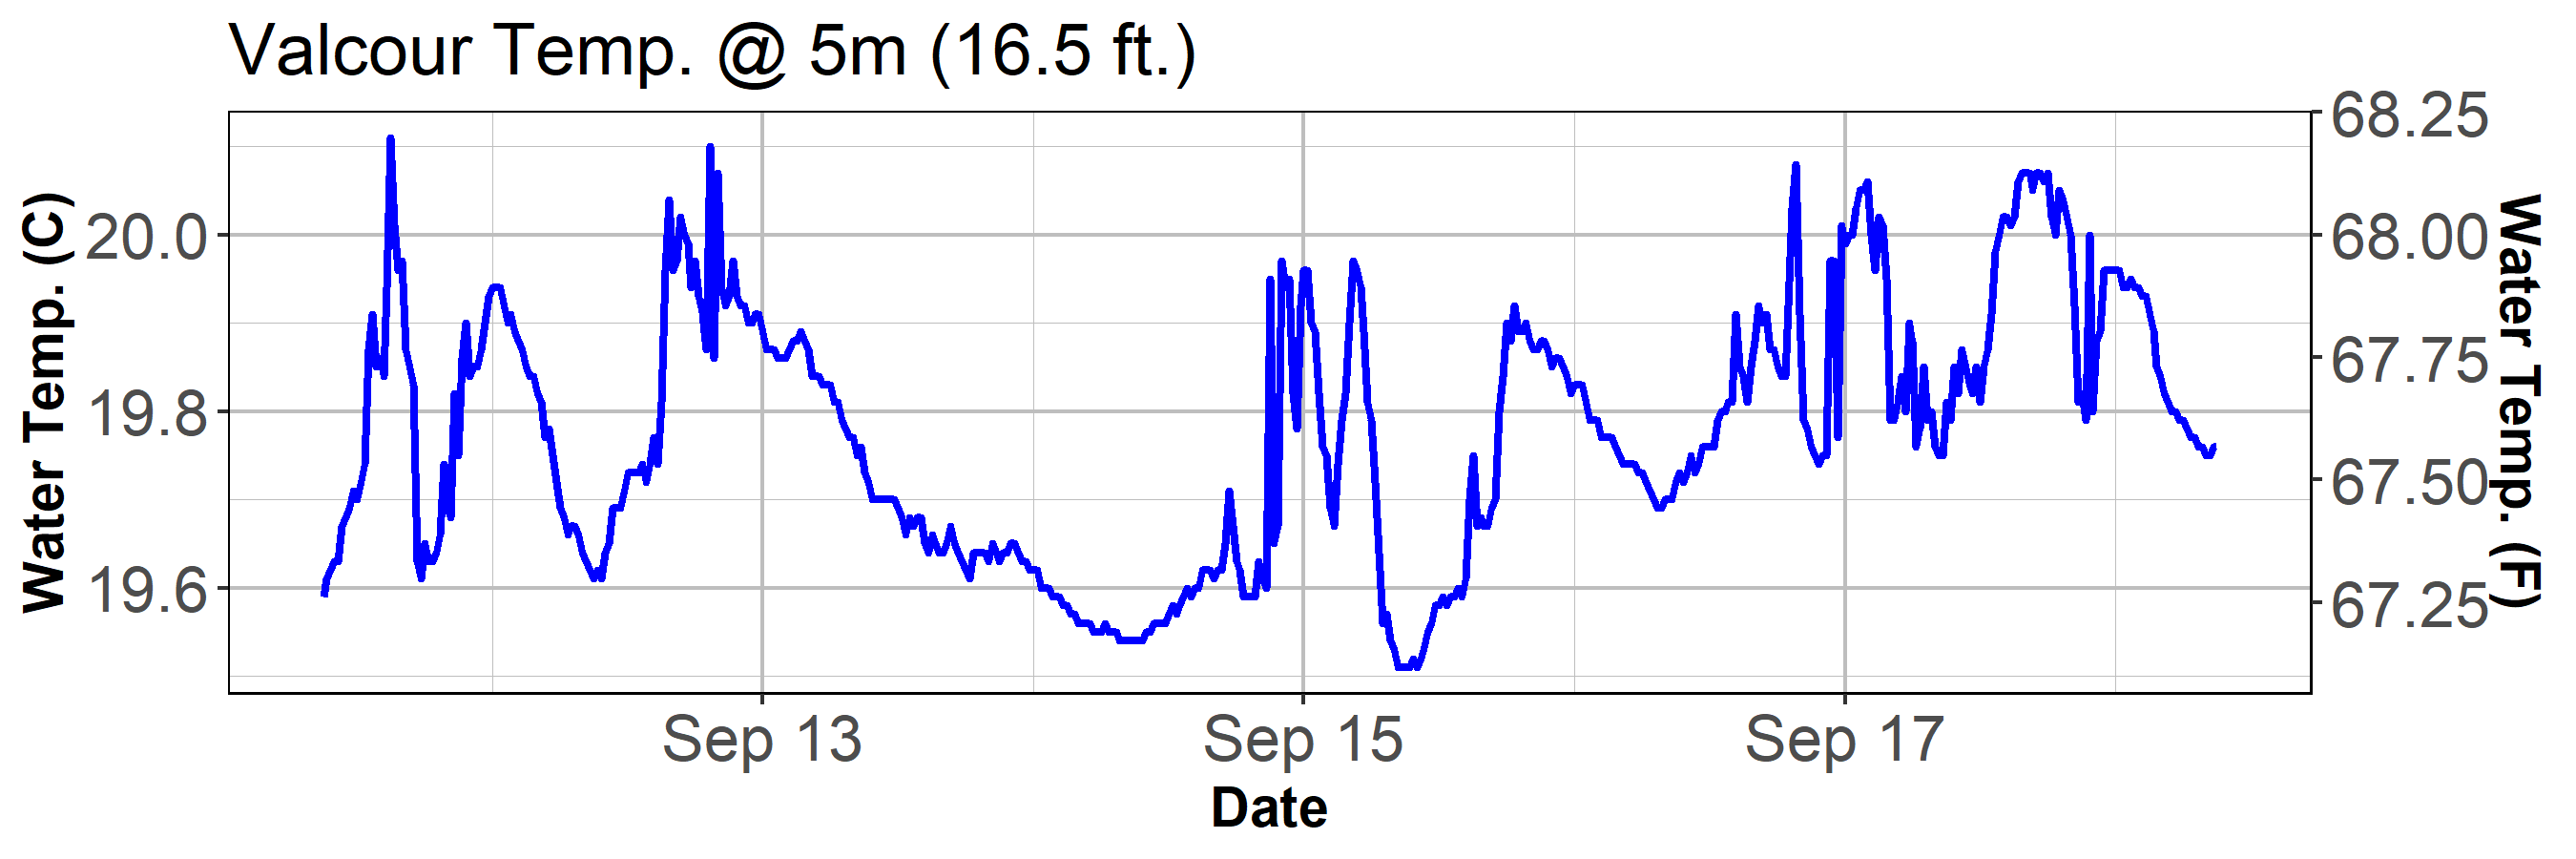 Valcour Temp. @ 5m (16.5 ft.)
Water Temp. (C)
20.0
19.8
19.6
68.25
68.00
67.75
67.50
67.25
Water Temp. (F)
Sep 13
Sep 15
Sep 17
Date